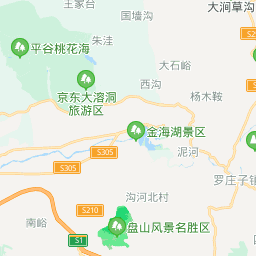 王家台
国墙沟
大涧草沟
朱洼
平谷桃花海
大石峪
西沟
杨木鞍
京东大溶洞
旅游区
金海湖景区
S305
泥河
S305
罗庄子镇
沟河北村
S210
南峪
盘山风景名胜区
S1